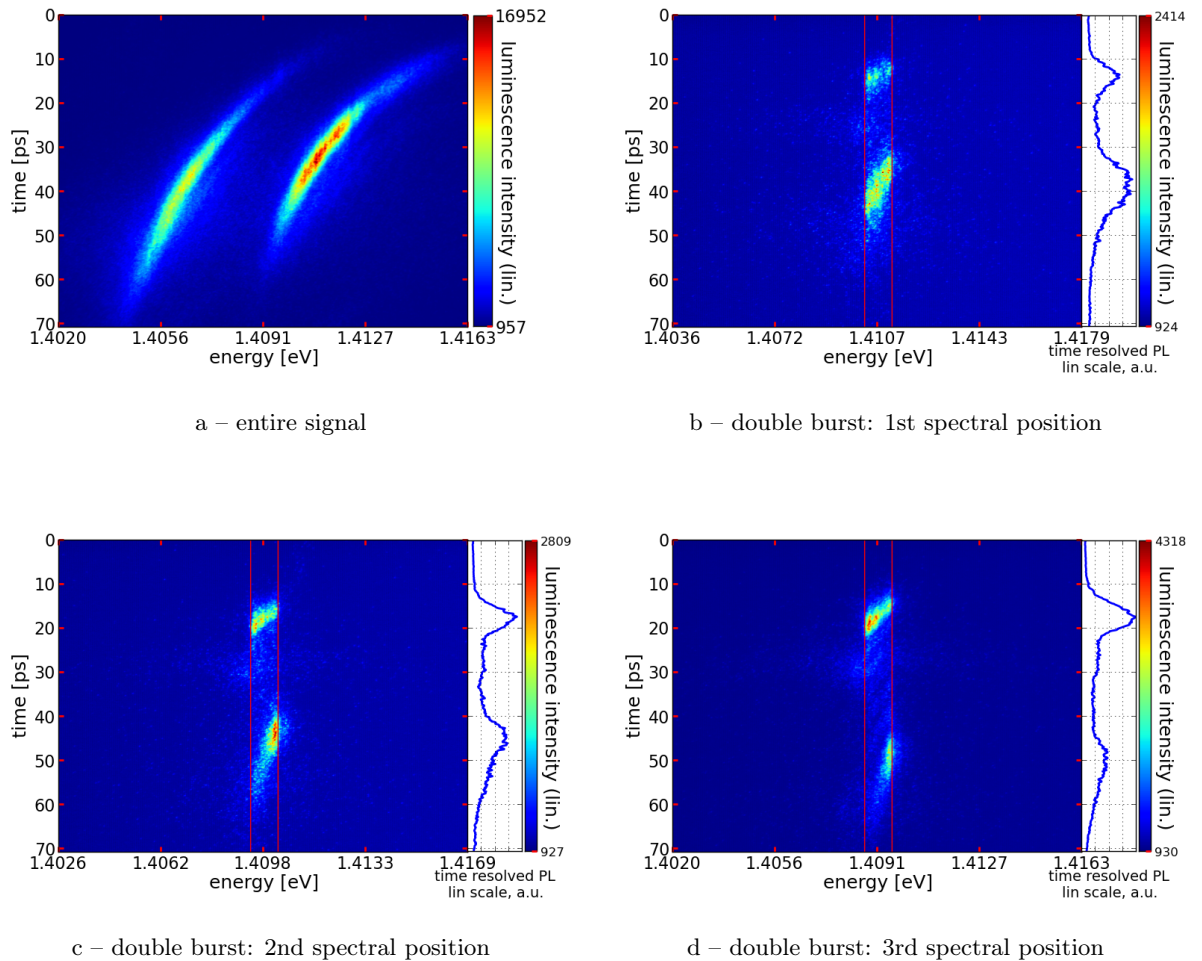 0
10
20
30
40
50
60
70
time [ps]
1.4020
1.4056
1.4091
1.4127
1.4163
energy [eV]
16952
957
luminescence intensity (lin.)
a – entire signal
0
10
20
30
40
50
60
70
time [ps]
1.4036
1.4072
1.4107
1.4143
1.4179
energy [eV]
time resolved PL
lin scale, a.u.
2414
924
luminescence intensity (lin.)
b – double burst: 1st spectral position
0
10
20
30
40
50
60
70
time [ps]
1.4026
1.4062
1.4098
1.4133
1.4169
energy [eV]
time resolved PL
lin scale, a.u.
2809
927
luminescence intensity (lin.)
c – double burst: 2nd spectral position
0
10
20
30
40
50
60
70
time [ps]
1.4020
1.4056
1.4091
1.4127
1.4163
energy [eV]
time resolved PL
lin scale, a.u.
4318
930
luminescence intensity (lin.)
d – double burst: 3rd spectral position